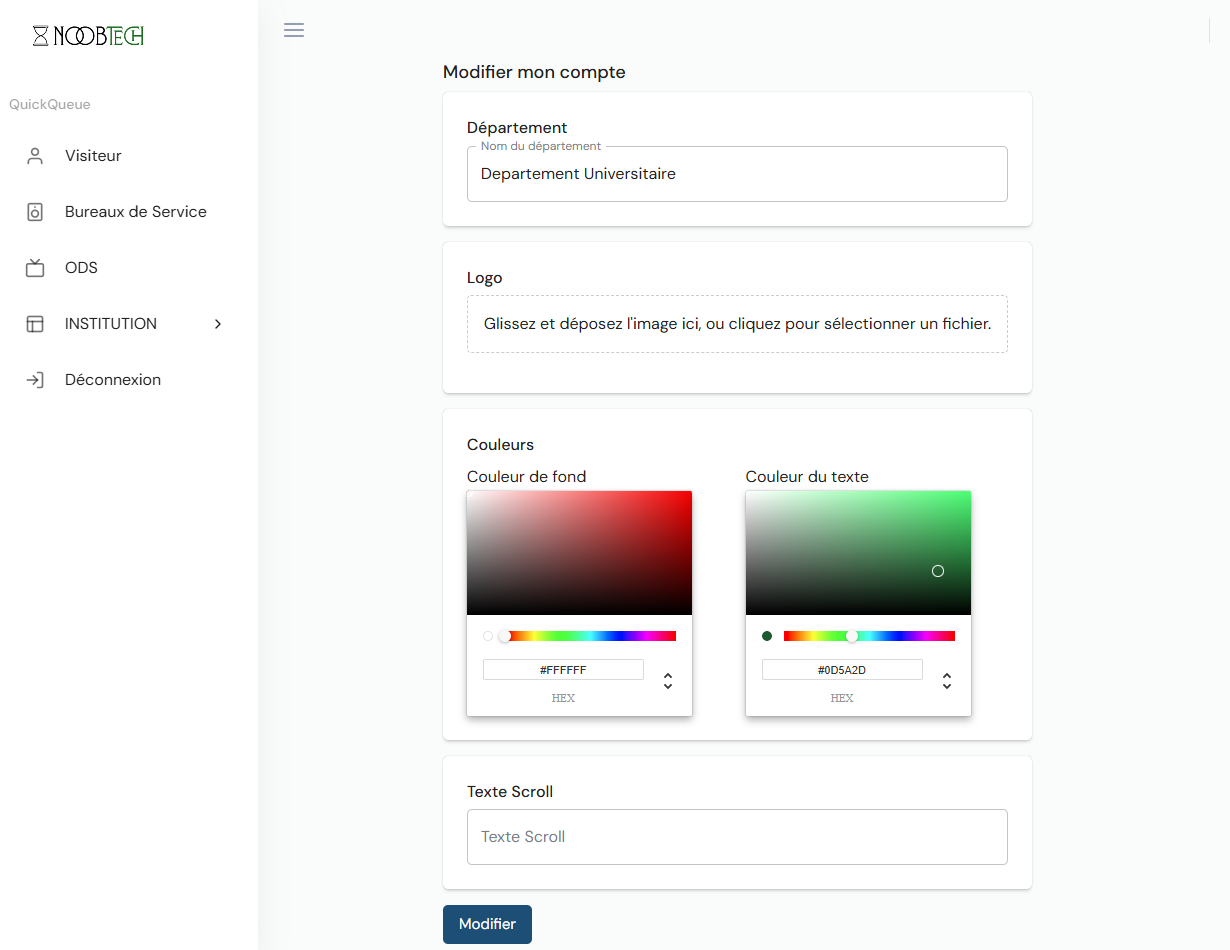 NOOBTECH
QuickQueue
Visiteur
Bureaux de Service
ODS
INSTITUTION
Déconnexion
Modifier mon compte
Département
Nom du département
Departement Universitaire
Logo
Glissez et déposez l'image ici, ou cliquez pour sélectionner un fichier.
Couleurs
Couleur de fond
Couleur du texte
#FFFFFF
#0D5A2D
HEX
HEX
Texte Scroll
Texte Scroll
Modifier